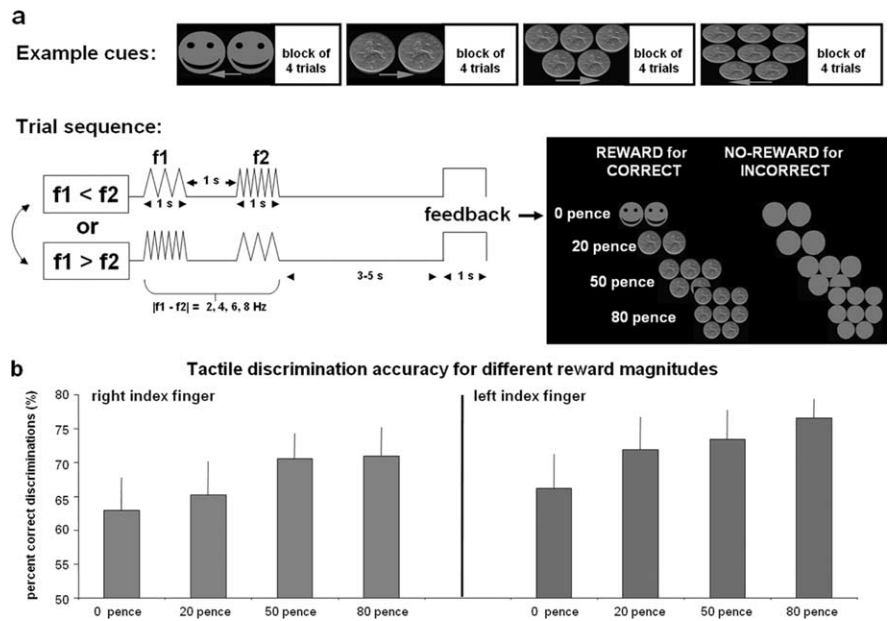 a
Example cues:
block of
4 trials
block of
4 trials
block of
4 trials
block of
4 trials
Trial sequence:
f1 < f2
or
f1 > f2
f1
f2
1 s
1 s
1 s
|f1 - f2| = 2, 4, 6, 8 Hz
3-5 s
1 s
feedback
REWARD for
CORRECT
NO-REWARD for
INCORRECT
0 pence
20 pence
50 pence
80 pence
b
Tactile discrimination accuracy for different reward magnitudes
right index finger
left index finger
percent correct discriminations (%)
80
75
70
65
60
55
50
0 pence
20 pence
50 pence
80 pence
0 pence
20 pence
50 pence
80 pence